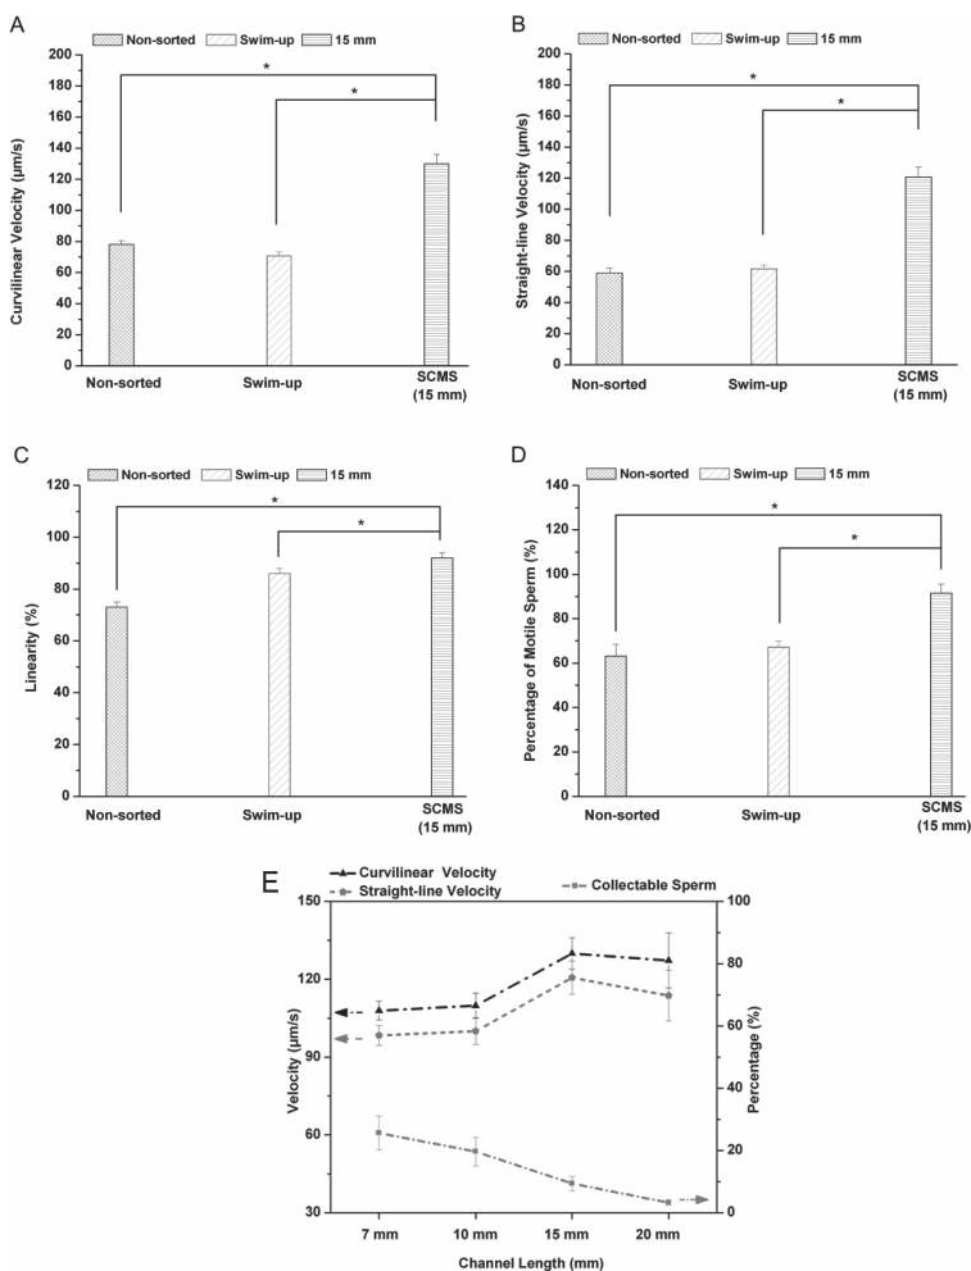 A
Non-sorted Swim-up 15 mm
200
180
160
140
120
100
80
60
40
20
0
Curvilinear Velocity (µm/s)
*
*
Non-sorted Swim-up SCMS
(15 mm)
B
Non-sorted Swim-up 15 mm
200
180
160
140
120
100
80
60
40
20
0
Straight-line Velocity (µm/s)
*
*
Non-sorted Swim-up SCMS
(15 mm)
C
Non-sorted Swim-up 15 mm
120
100
80
60
40
20
0
Linearity (%)
*
*
Non-sorted Swim-up SCMS
(15 mm)
D
Non-sorted Swim-up 15 mm
140
120
100
80
60
40
20
0
Percentage of Motile Sperm (%)
*
*
Non-sorted Swim-up SCMS
(15 mm)
E
Curvilinear Velocity
Straight-line Velocity
Collectable Sperm
150
120
90
60
30
Velocity (µm/s)
100
80
60
40
20
0
Percentage (%)
7 mm 10 mm 15 mm 20 mm
Channel Length (mm)